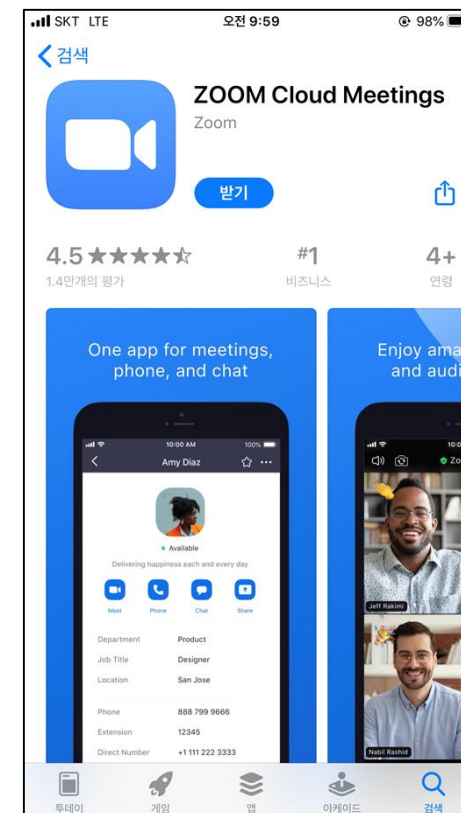 SKT LTE 오전 9:59 98%
검색
ZOOM Cloud Meetings
Zoom
받기
4.5 #1 4+
1.4만개의 평가 비즈니스 연령
One app for meetings,
phone, and chat
10:00 AM 100%
Amy Diaz
Available
Delivering happiness each and every day
Meet Phone Chat Share
Department Product
Job Title Designer
Location San Jose
Phone 888 799 9666
Extension 12345
Direct Number +1 111 222 3333
Enjoy ama
and audi
10:0
Zo
Jeff Rakimi
Nabil Rashid
투데이 게임 앱 아케이드 검색